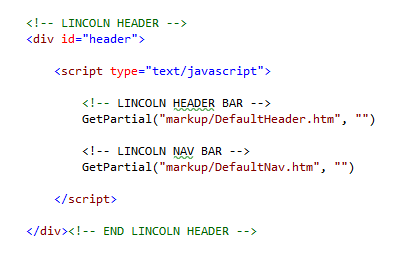 <!-- LINCOLN HEADER -->
<div id="header">
<script type="text/javascript">
<!-- LINCOLN HEADER BAR -->
GetPartial("markup/DefaultHeader.htm", "")
<!-- LINCOLN NAV BAR -->
GetPartial("markup/DefaultNav.htm", "")
</script>
</div><!-- END LINCOLN HEADER -->